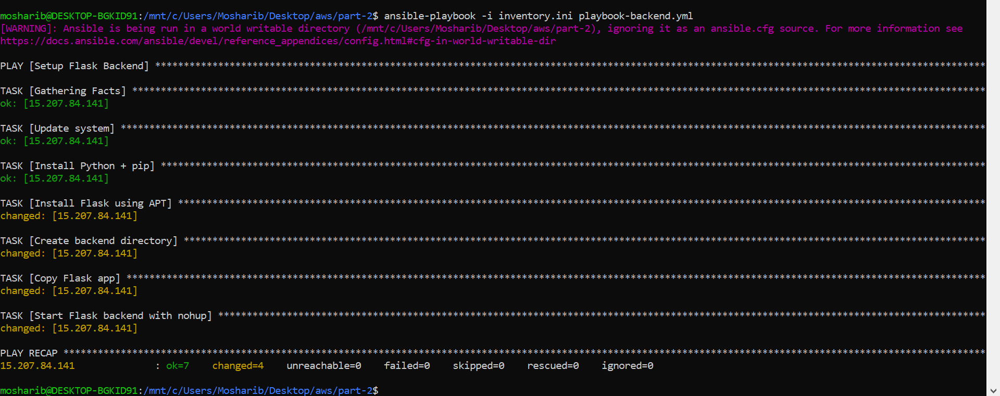 mosharib@DESKTOP-BGKID91:/mnt/c/Users/Mosharib/Desktop/aws/part-2$ ansible-playbook -i inventory.ini playbook-backend.yml
[WARNING]: Ansible is being run in a world writable directory (/mnt/c/Users/Mosharib/Desktop/aws/part-2), ignoring it as an ansible.cfg source. For more information see
https://docs.ansible.com/ansible/devel/reference_appendices/config.html#cfg-in-world-writable-dir
PLAY [Setup Flask Backend] *************************************************************************************************************************************************
TASK [Gathering Facts] *****************************************************************************************************************************************************
ok: [15.207.84.141]
TASK [Update system] *******************************************************************************************************************************************************
ok: [15.207.84.141]
TASK [Install Python + pip] ************************************************************************************************************************************************
ok: [15.207.84.141]
TASK [Install Flask using APT] *********************************************************************************************************************************************
changed: [15.207.84.141]
TASK [Create backend directory] ********************************************************************************************************************************************
changed: [15.207.84.141]
TASK [Copy Flask app] ******************************************************************************************************************************************************
changed: [15.207.84.141]
TASK [Start Flask backend with nohup] **************************************************************************************************************************************
changed: [15.207.84.141]
PLAY RECAP *****************************************************************************************************************************************************************
15.207.84.141              : ok=7    changed=4    unreachable=0    failed=0    skipped=0    rescued=0    ignored=0
mosharib@DESKTOP-BGKID91:/mnt/c/Users/Mosharib/Desktop/aws/part-2$